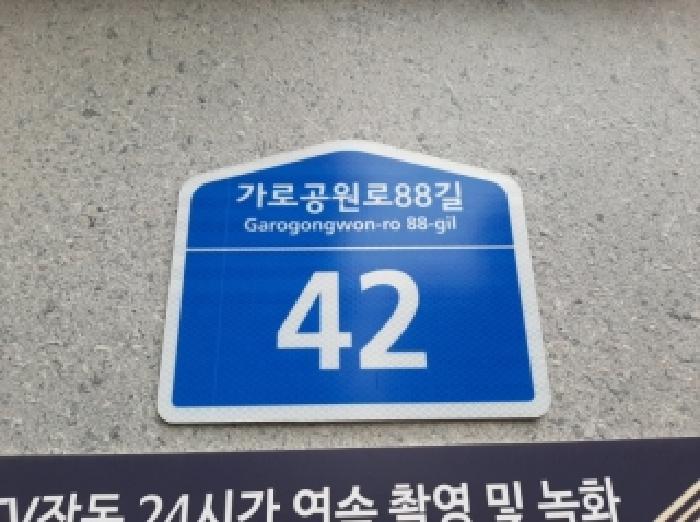 가로공원로88길
Garogongwon-ro 88-gil
42
24시간 연속 촬영 및 녹화